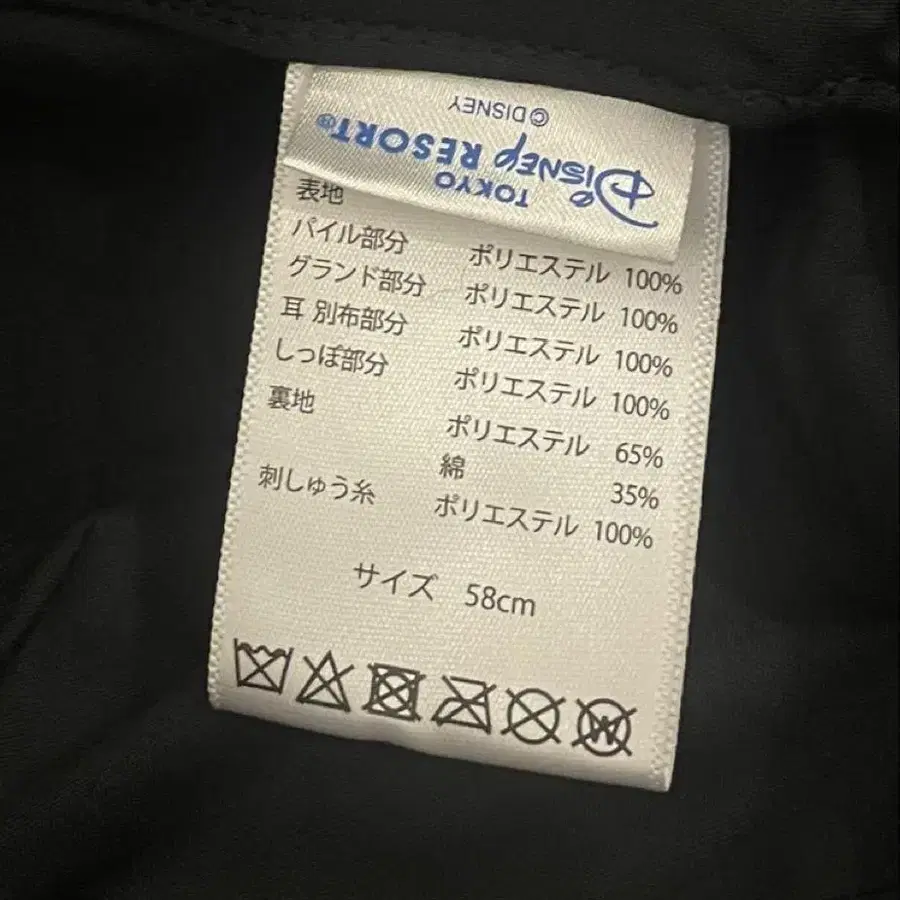 © DISNEY
TOKYO
Disney RESORT®
表地
パイル部分 ポリエステル 100%
グランド部分 ポリエステル 100%
耳 別布部分 ポリエステル 100%
しっぽ部分 ポリエステル 100%
裏地 ポリエステル 65%
綿 35%
刺しゅう糸 ポリエステル 100%
サイズ 58cm
W